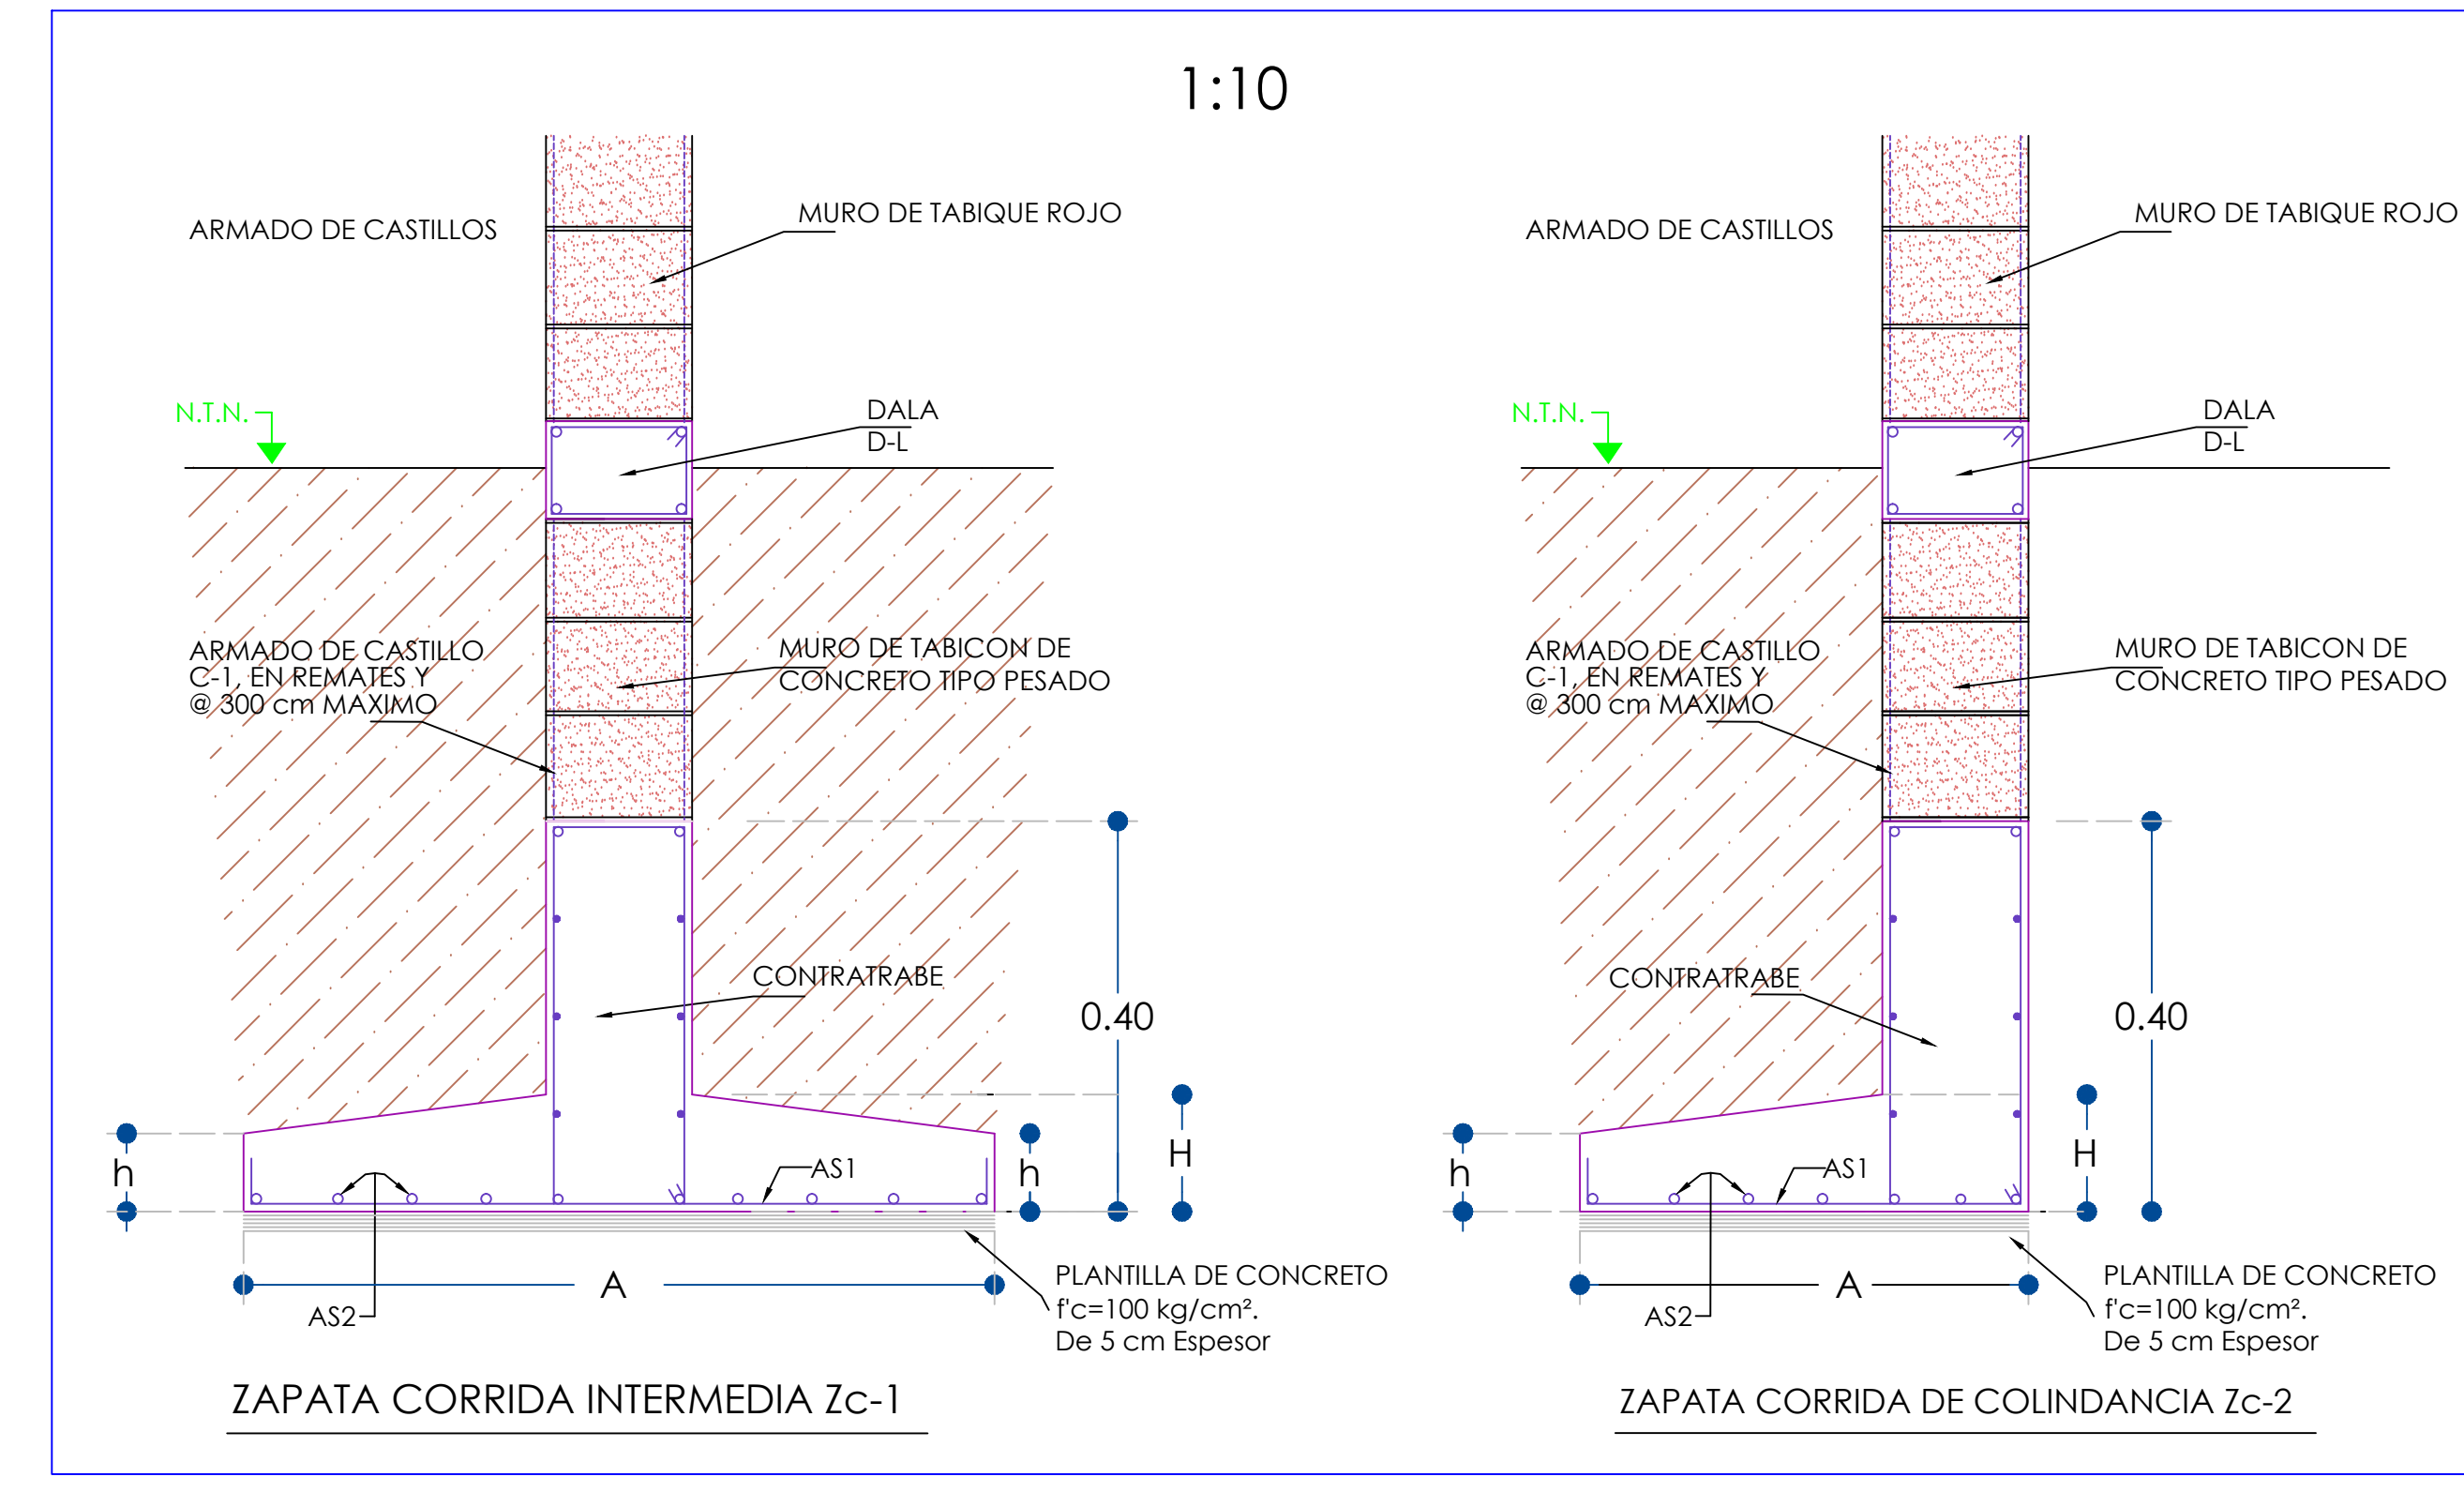 1:10
ARMADO DE CASTILLOS
MURO DE TABIQUE ROJO
N.T.N.
DALA
D-L
ARMADO DE CASTILLO
C-1, EN REMATES Y
@ 300 cm MAXIMO
MURO DE TABICON DE
CONCRETO TIPO PESADO
CONTRATRABE
0.40
h
AS1
h
H
A
AS2
PLANTILLA DE CONCRETO
f'c=100 kg/cm².
De 5 cm Espesor
ZAPATA CORRIDA INTERMEDIA Zc-1
ARMADO DE CASTILLOS
MURO DE TABIQUE ROJO
N.T.N.
DALA
D-L
ARMADO DE CASTILLO
C-1, EN REMATES Y
@ 300 cm MAXIMO
MURO DE TABICON DE
CONCRETO TIPO PESADO
CONTRATRABE
0.40
h
AS1
H
A
AS2
PLANTILLA DE CONCRETO
f'c=100 kg/cm².
De 5 cm Espesor
ZAPATA CORRIDA DE COLINDANCIA Zc-2